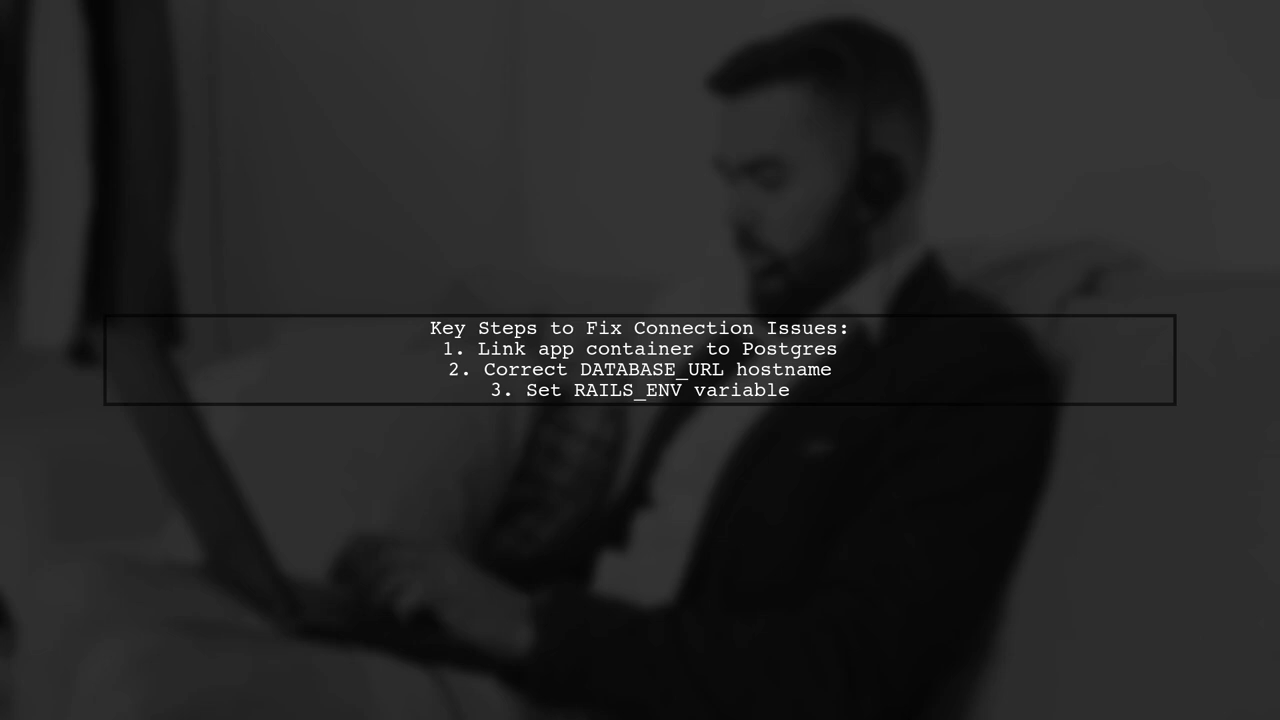 Key Steps to Fix Connection Issues:
1. Link app container to Postgres
2. Correct DATABASE_URL hostname
3. Set RAILS_ENV variable